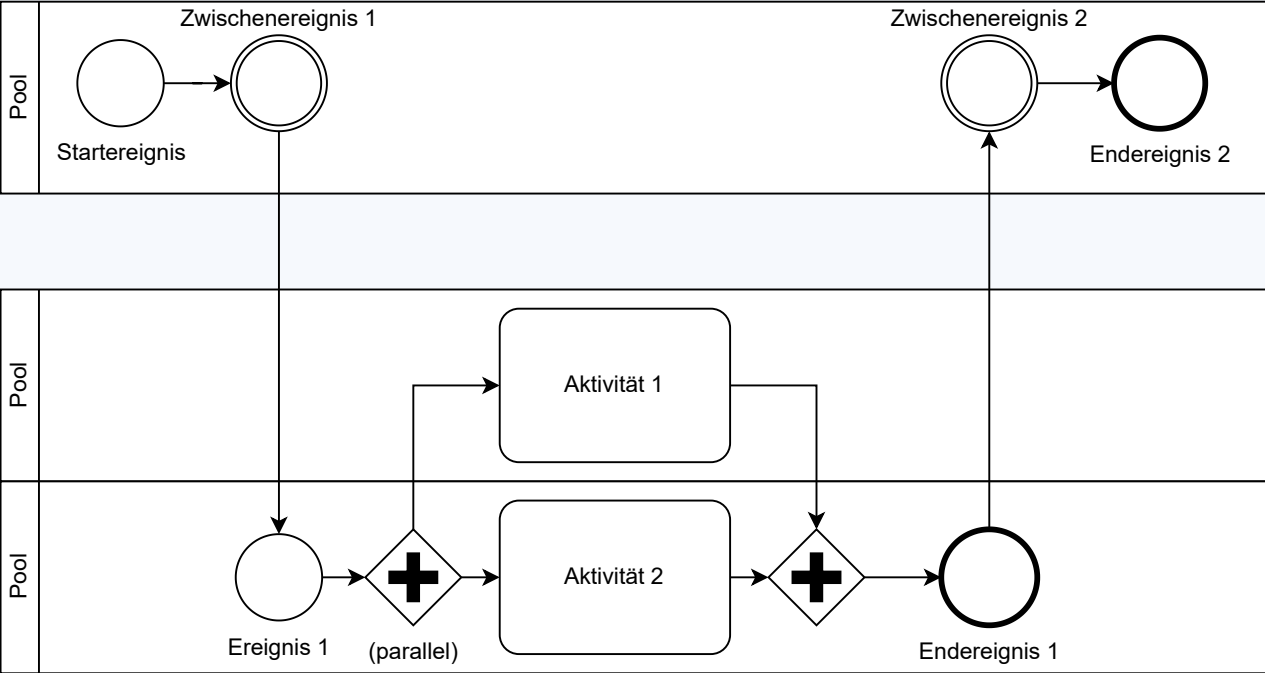 Zwischenereignis 1
Zwischenereignis 2
Pool
Startereignis
Endereignis 2
Pool
Aktivität 1
Pool
Aktivität 2
Ereignis 1
(parallel)
Endereignis 1